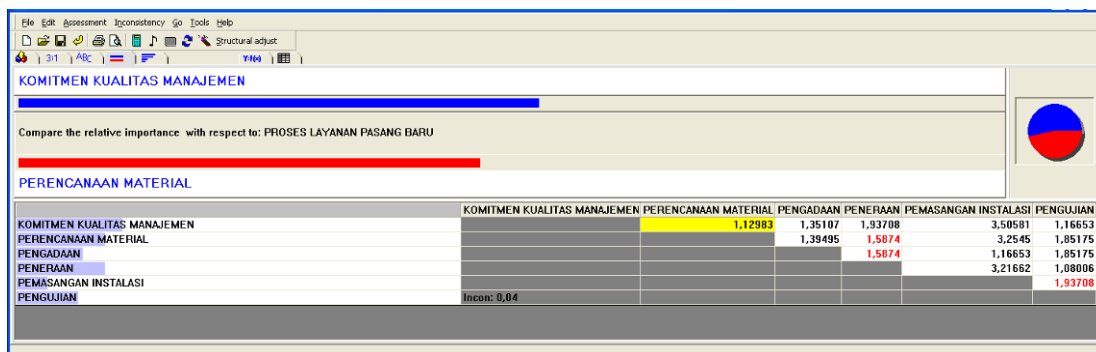 File Edit Assessment Inconsistency Go Tools Help
Structural adjust
3:1 ABC Y=f(x)
KOMITMEN KUALITAS MANAJEMEN
Compare the relative importance with respect to: PROSES LAYANAN PASANG BARU
PERENCANAAN MATERIAL
KOMITMEN KUALITAS MANAJEMEN PERENCANAAN MATERIAL PENGADAAN PENERAAN PEMASANGAN INSTALASI PENGUJIAN
KOMITMEN KUALITAS MANAJEMEN 1,12983 1,35107 1,93708 3,50581 1,16653
PERENCANAAN MATERIAL 1,39495 1,5874 3,2545 1,85175
PENGADAAN 1,5874 1,16653 1,85175
PENERAAN 3,21662 1,08006
PEMASANGAN INSTALASI 1,93708
PENGUJIAN Incon: 0,04